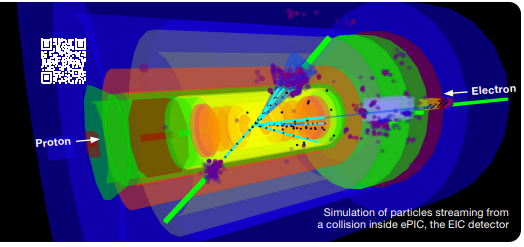 Electron
Proton
Simulation of particles streaming from
a collision inside ePIC, the EIC detector